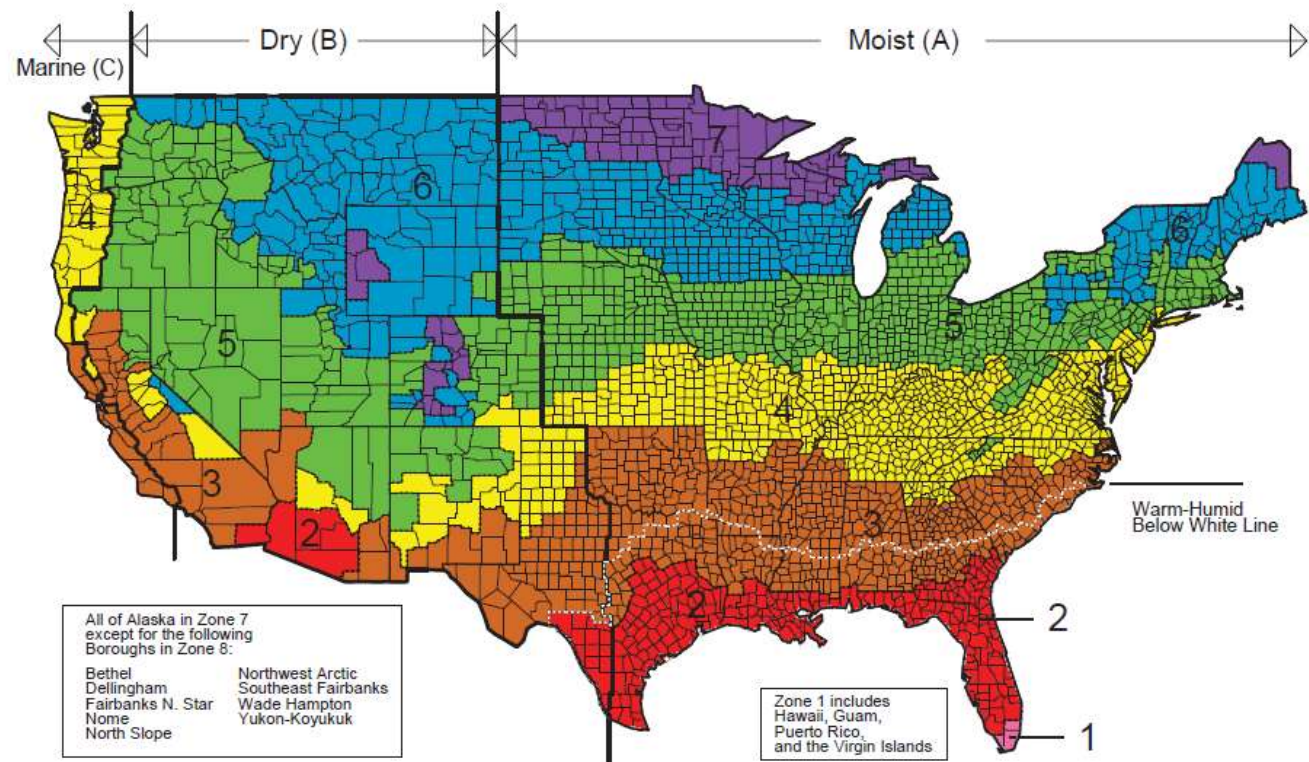 Marine (C)
Dry (B)
Moist (A)
7
6
6
4
5
5
4
3
3
2
2
2
1
Warm-Humid
Below White Line
All of Alaska in Zone 7
except for the following
Boroughs in Zone 8:
Bethel
Dellingham
Fairbanks N. Star
Nome
North Slope
Northwest Arctic
Southeast Fairbanks
Wade Hampton
Yukon-Koyukuk
Zone 1 includes
Hawaii, Guam,
Puerto Rico,
and the Virgin Islands